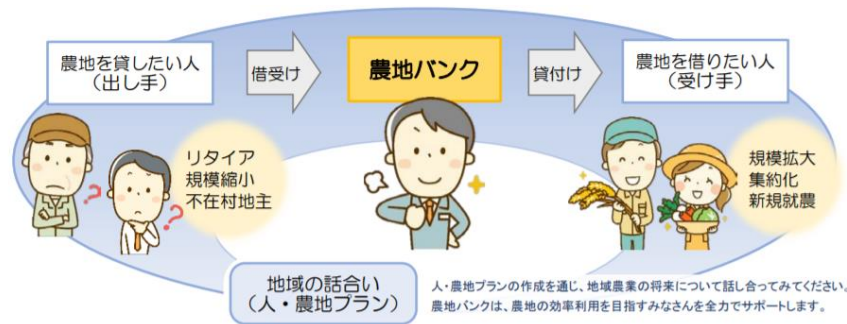 農地を貸したい人
（出し手）
借受け
農地バンク
貸付け
農地を借りたい人
（受け手）
リタイア
規模縮小
不在村地主
規模拡大
集約化
新規就農
地域の話合い
（人・農地プラン）
人・農地プランの作成を通じ、地域農業の将来について話し合ってみてください。
農地バンクは、農地の効率利用を目指すみなさんを全力でサポートします。